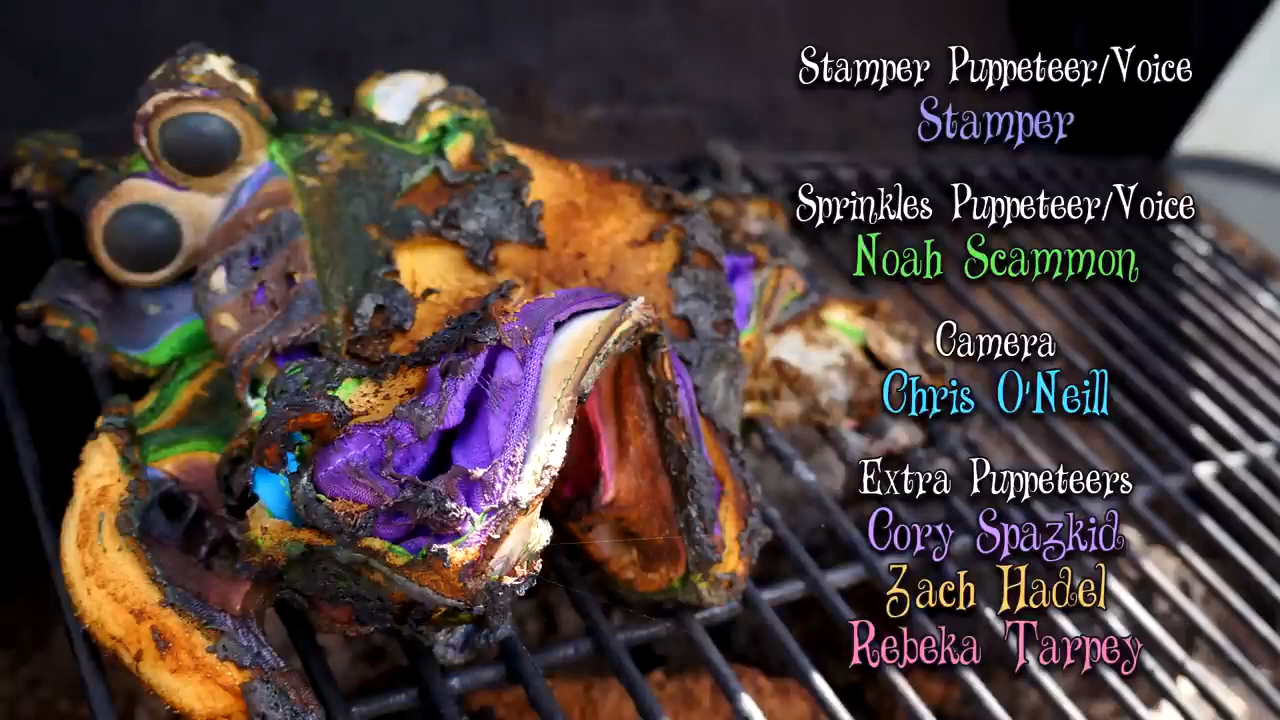 Stamper Puppeteer/Voice
Stamper
Sprinkles Puppeteer/Voice
Noah Scammon
Camera
Chris O'Neill
Extra Puppeteers
Cory Spazkid
Zach Hadel
Rebeka Tarpey